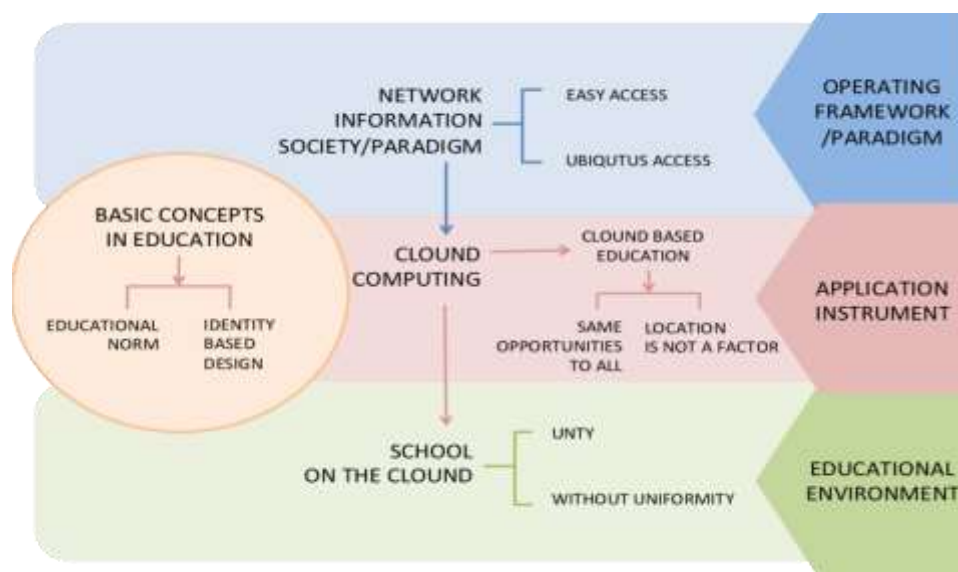 NETWORK
INFORMATION
SOCIETY/PARADIGM
EASY ACCESS
UBIQUTUS ACCESS
OPERATING
FRAMEWORK
/PARADIGM
BASIC CONCEPTS
IN EDUCATION
EDUCATIONAL
NORM
IDENTITY
BASED
DESIGN
CLOUND
COMPUTING
CLOUND BASED
EDUCATION
SAME
OPPORTUNITIES
TO ALL
LOCATION
IS NOT A FACTOR
APPLICATION
INSTRUMENT
SCHOOL
ON THE CLOUND
UNTY
WITHOUT UNIFORMITY
EDUCATIONAL
ENVIRONMENT